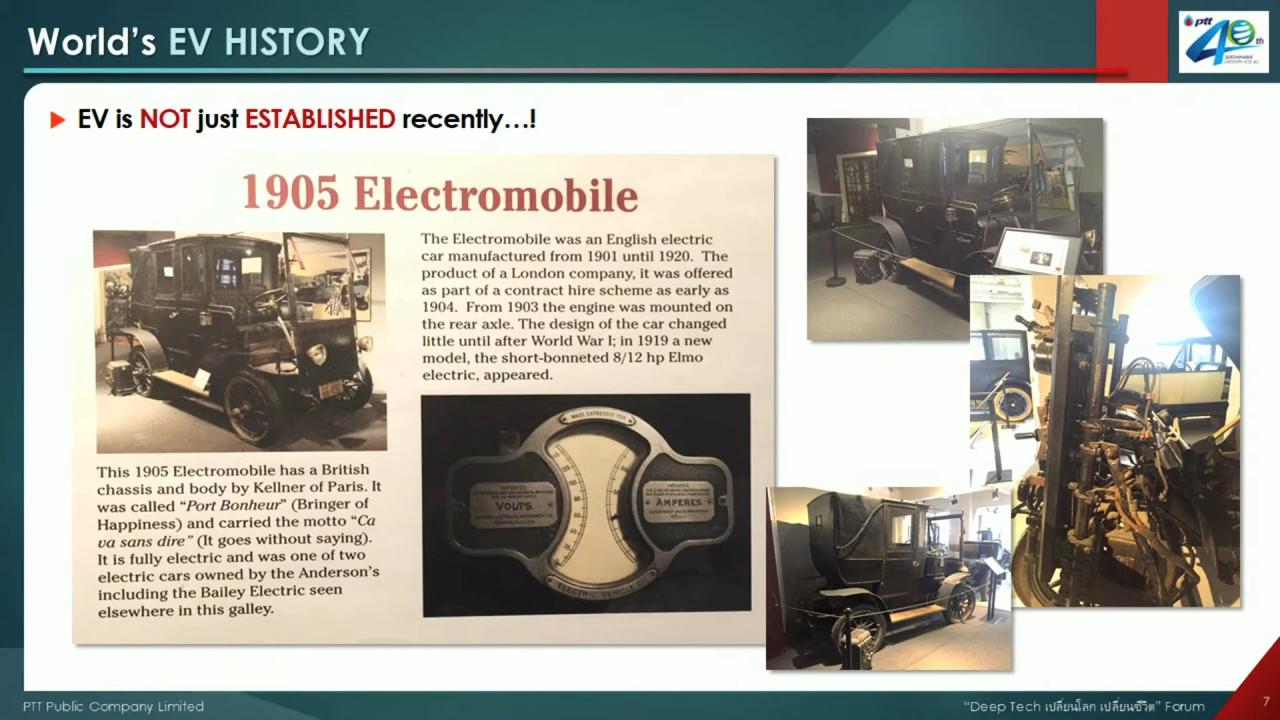 World's EV HISTORY
ptt
40th
EV is NOT just ESTABLISHED recently...!
1905 Electromobile
The Electromobile was an English electric
car manufactured from 1901 until 1920. The
product of a London company, it was offered
as part of a contract hire scheme as early as
1904. From 1903 the engine was mounted on
the rear axle. The design of the car changed
little until after World War I; in 1919 a new
model, the short-bonneted 8/12 hp Elmo
electric, appeared.
This 1905 Electromobile has a British
chassis and body by Kellner of Paris. It
was called "Port Bonheur" (Bringer of
Happiness) and carried the motto "Ca
va sans dire" (It goes without saying).
It is fully electric and was one of two
electric cars owned by the Anderson's
including the Bailey Electric seen
elsewhere in this galley.
MADE EXPRESSLY FOR
VOLTS
AMPERES
ELECTRIC VEHICLE CO.
PTT Public Company Limited
"Deep Tech เปลี่ยนโลก เปลี่ยนชีวิต" Forum
7